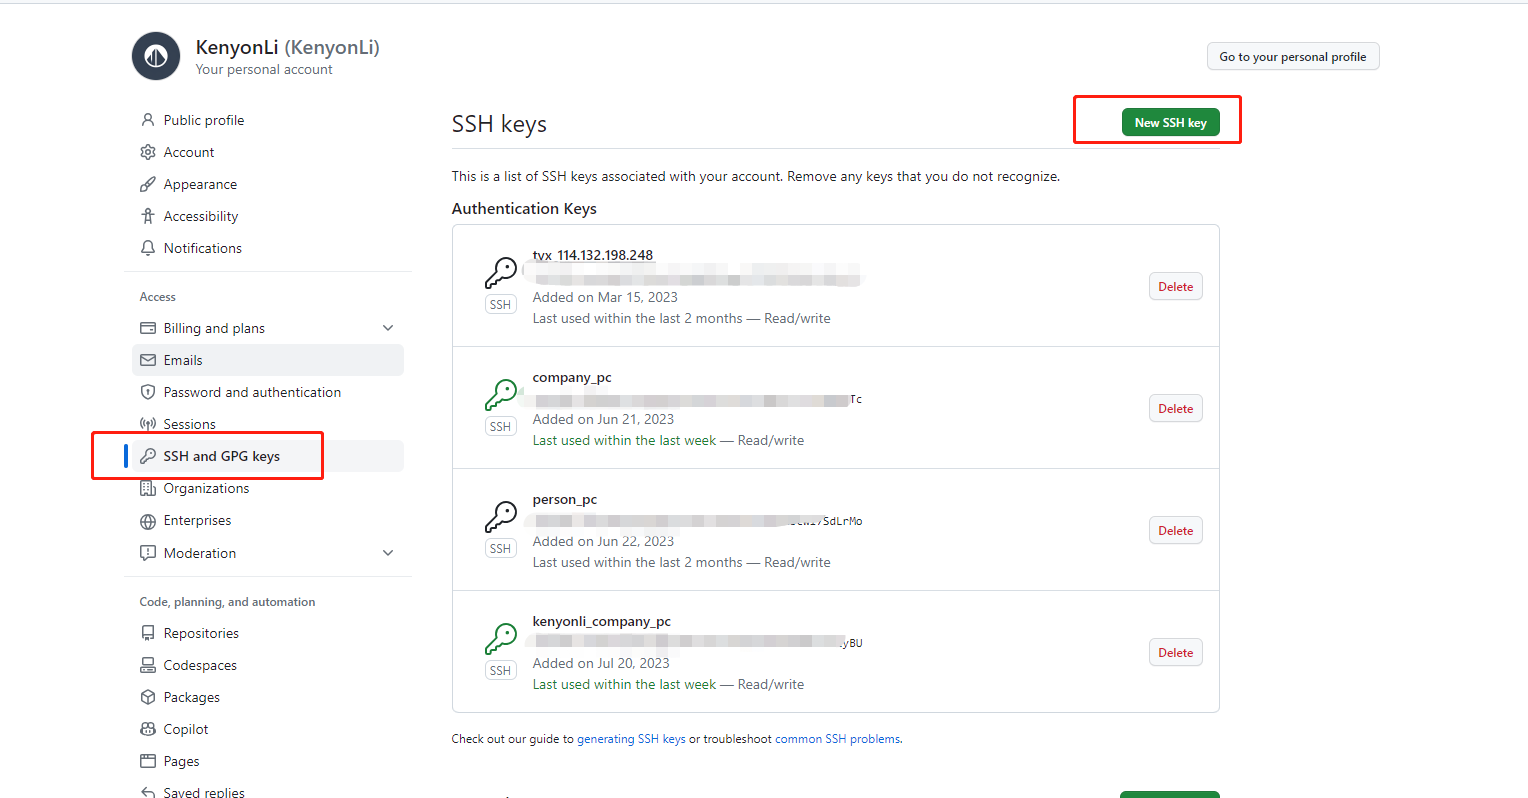 KenyonLi (KenyonLi)
Your personal account
Go to your personal profile
Public profile
Account
Appearance
Accessibility
Notifications
Access
Billing and plans
Emails
Password and authentication
Sessions
SSH and GPG keys
Organizations
Enterprises
Moderation
Code, planning, and automation
Repositories
Codespaces
Packages
Copilot
Pages
Saved replies
SSH keys
New SSH key
This is a list of SSH keys associated with your account. Remove any keys that you do not recognize.
Authentication Keys
tyx_114.132.198.248
SSH
Added on Mar 15, 2023
Last used within the last 2 months — Read/write
Delete
company_pc
Tc
SSH
Added on Jun 21, 2023
Last used within the last week — Read/write
Delete
person_pc
SdLrMo
SSH
Added on Jun 22, 2023
Last used within the last 2 months — Read/write
Delete
kenyonli_company_pc
yBU
SSH
Added on Jul 20, 2023
Last used within the last week — Read/write
Delete
Check out our guide to generating SSH keys or troubleshoot common SSH problems.